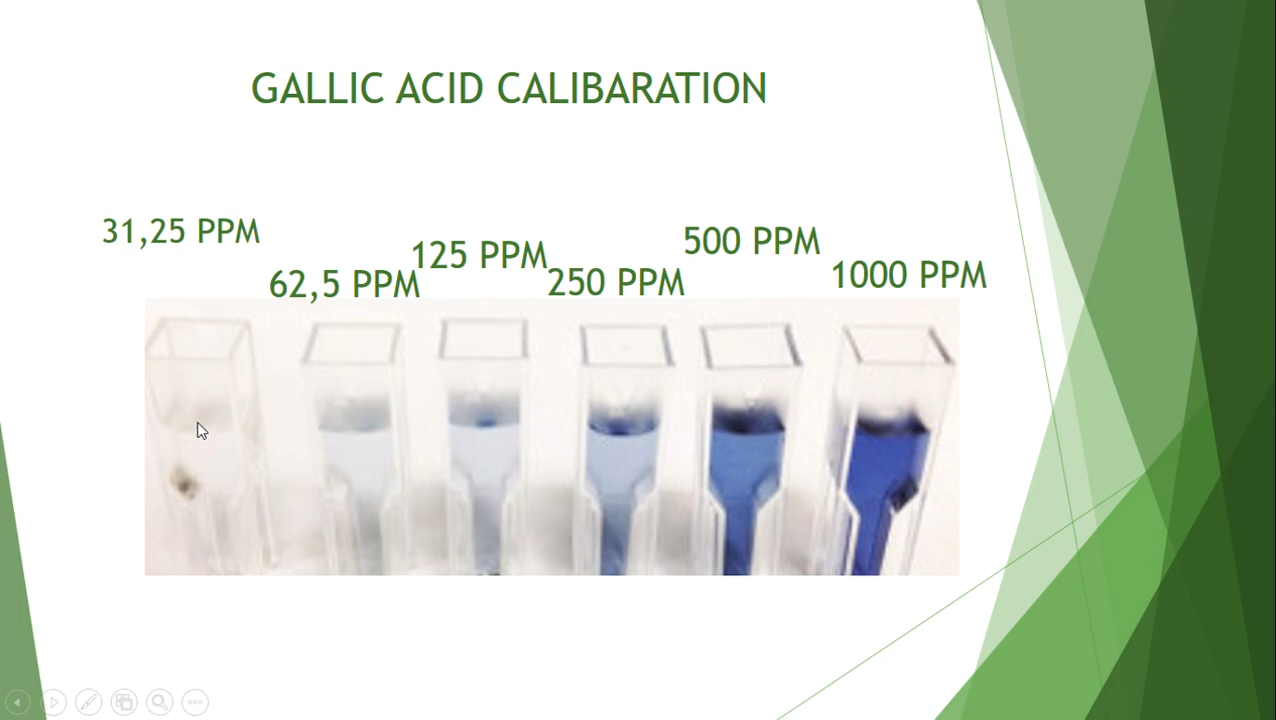 GALLIC ACID CALIBARATION
31,25 PPM
62,5 PPM
125 PPM
250 PPM
500 PPM
1000 PPM